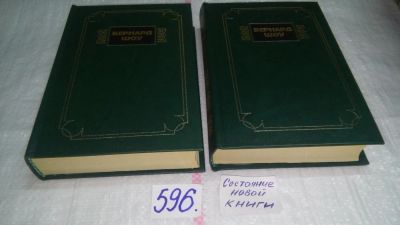 БЕРНАРД
ШОУ
БЕРНАРД
ШОУ
596.
Состояние
новой
КНИГИ